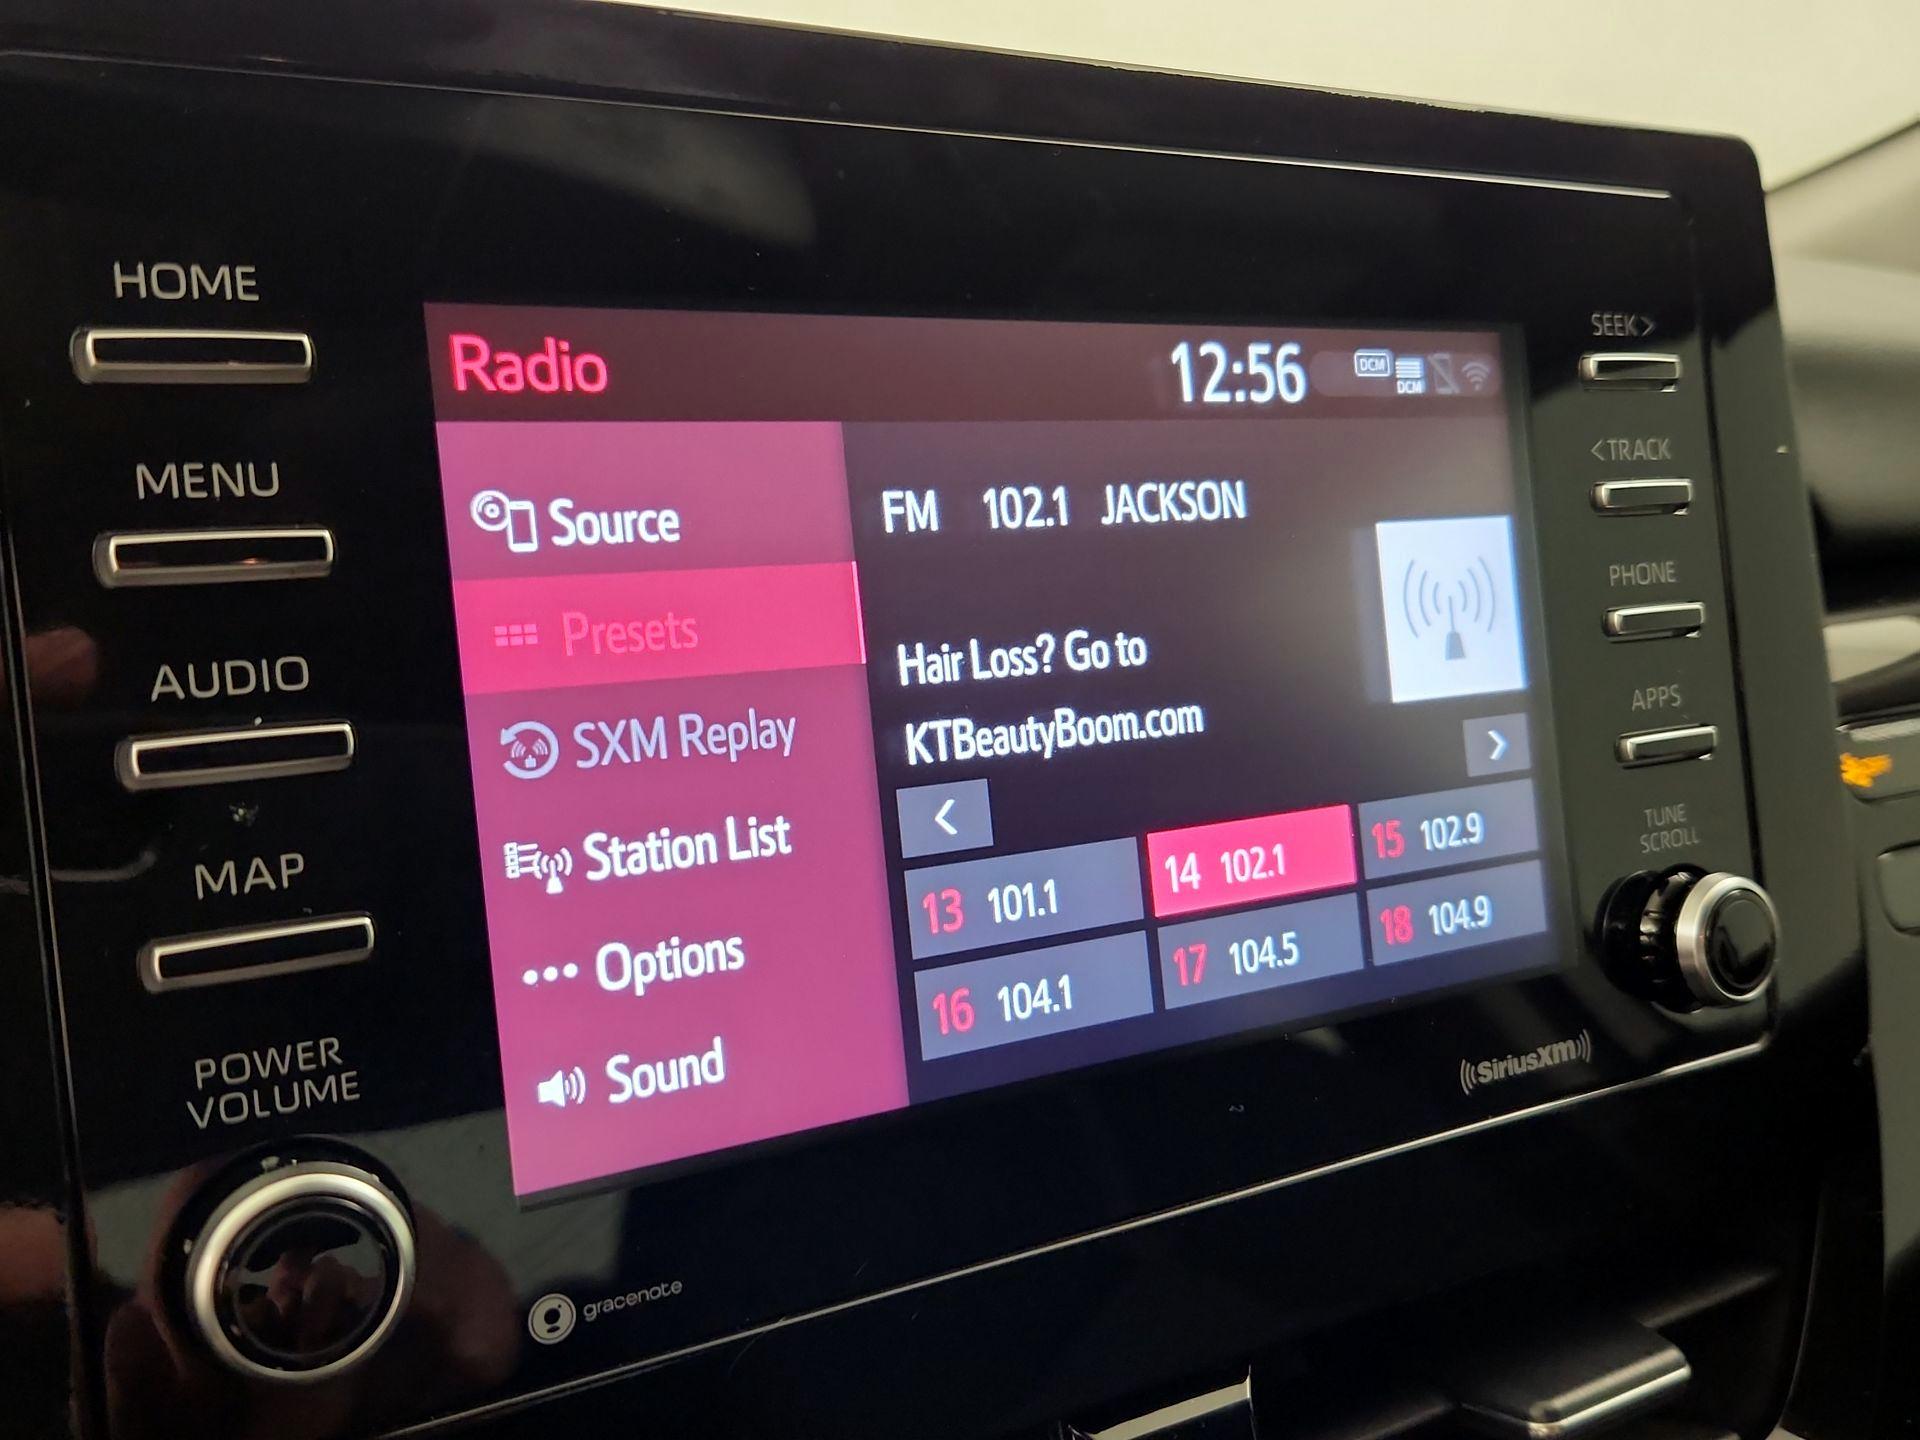 HOME
MENU
AUDIO
MAP
POWER
VOLUME
Radio
12:56
DCM
DCM
Source
Presets
SXM Replay
Station List
Options
Sound
FM 102.1 JACKSON
Hair Loss? Go to
KTBeautyBoom.com
<
>
13 101.1
14 102.1
15 102.9
16 104.1
17 104.5
18 104.9
SEEK >
< TRACK
PHONE
APPS
TUNE
SCROLL
((SiriusXM))
gracenote